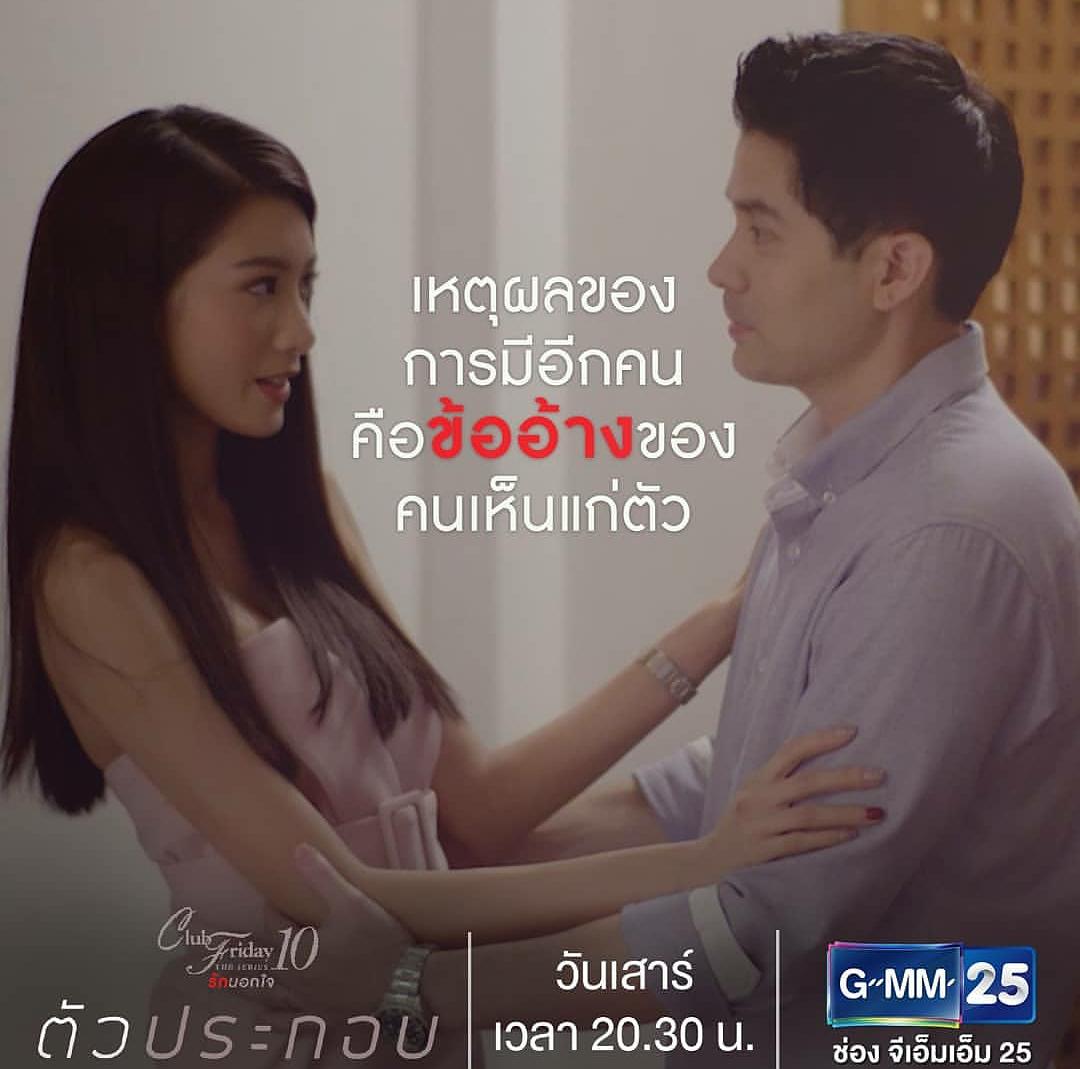 เหตุผลของ
การมีอีกคน
คือข้ออ้างของ
คนเห็นแก่ตัว
Club Friday 10
THE SERIES
รักนอกใจ
ตัวประกอบ
วันเสาร์
เวลา 20.30 น.
GMM 25
ช่อง จีเอ็มเอ็ม 25